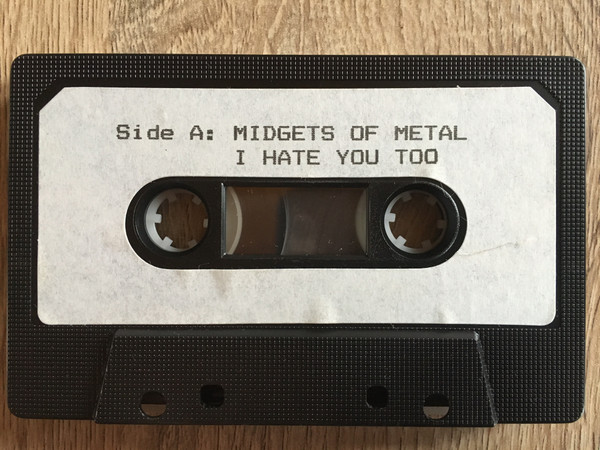 Side A: MIDGETS OF METAL
I HATE YOU TOO